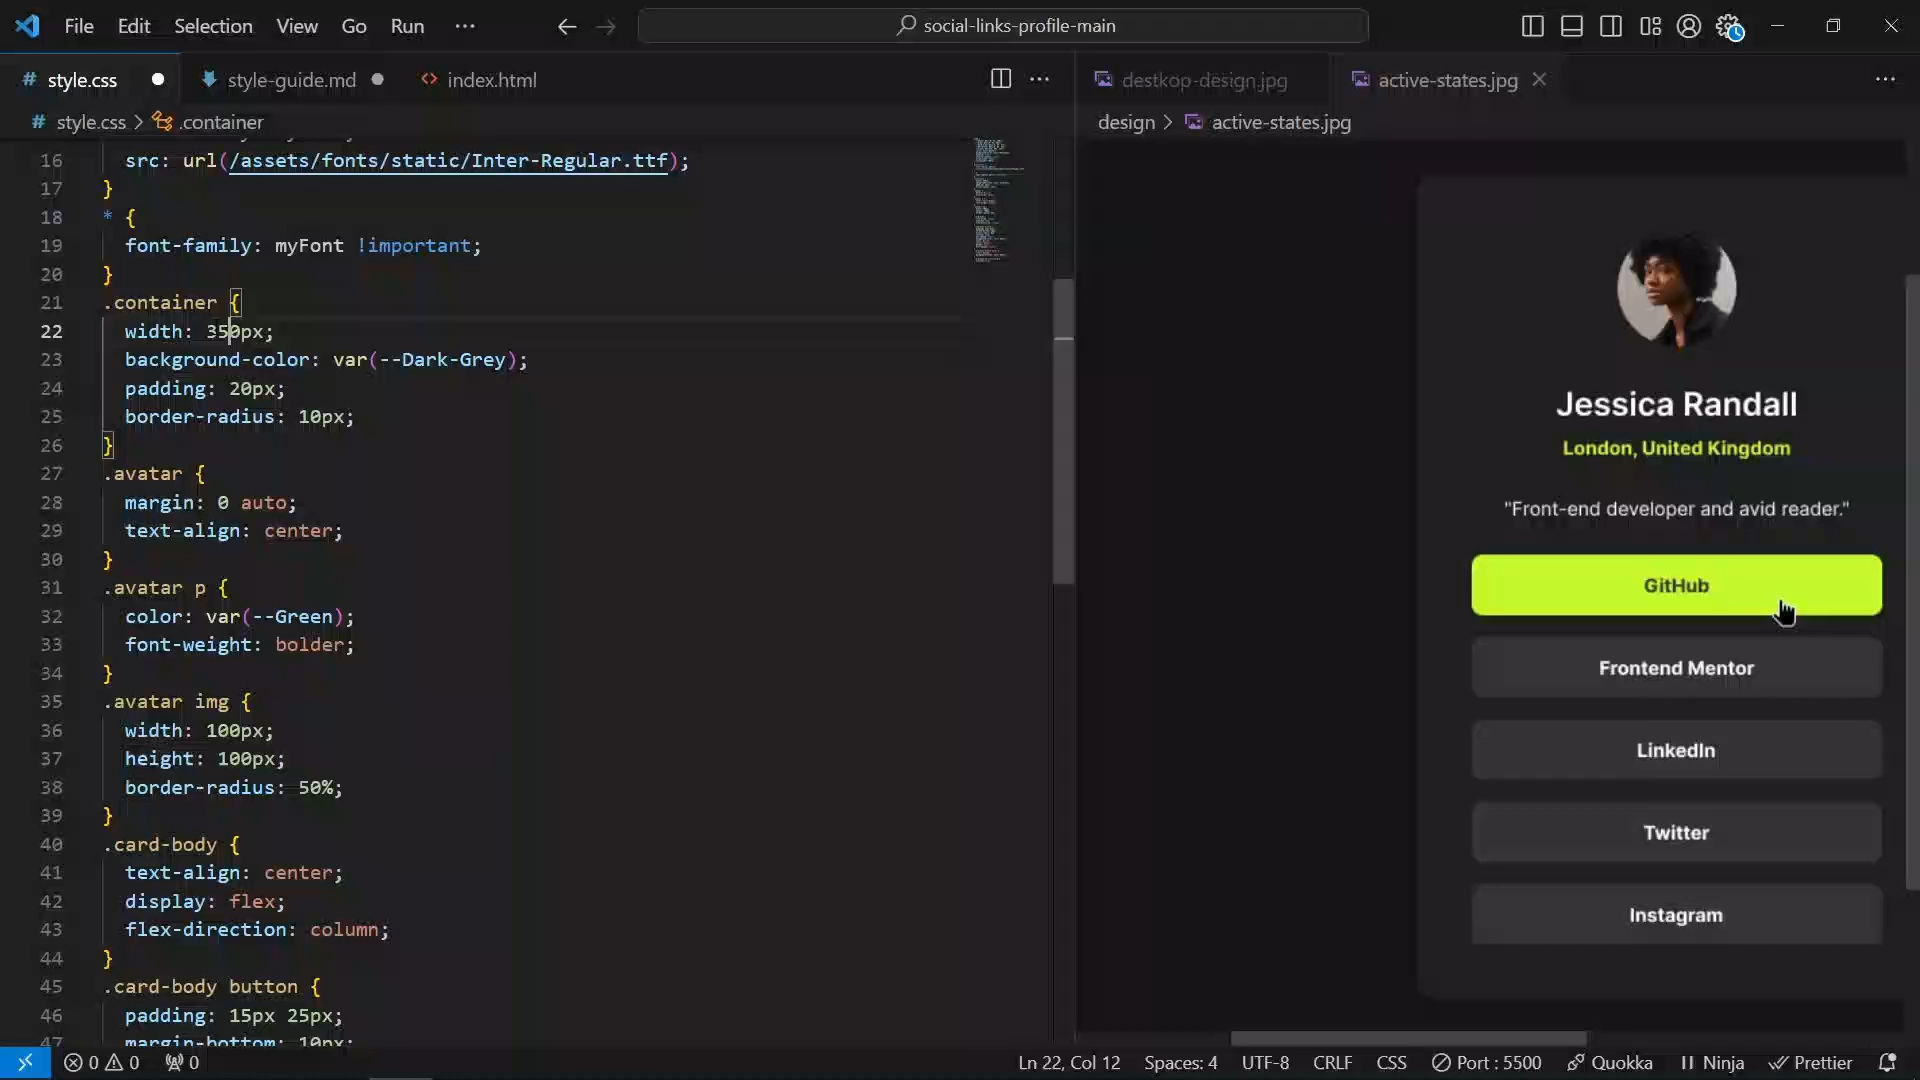 File Edit Selection View Go Run ··· social-links-profile-main
# style.css style-guide.md <> index.html ···
# style.css > .container
16 src: url(/assets/fonts/static/Inter-Regular.ttf);
17 }
18 * {
19 font-family: myFont !important;
20 }
21 .container {
22 width: 350px;
23 background-color: var(--Dark-Grey);
24 padding: 20px;
25 border-radius: 10px;
26 }
27 .avatar {
28 margin: 0 auto;
29 text-align: center;
30 }
31 .avatar p {
32 color: var(--Green);
33 font-weight: bolder;
34 }
35 .avatar img {
36 width: 100px;
37 height: 100px;
38 border-radius: 50%;
39 }
40 .card-body {
41 text-align: center;
42 display: flex;
43 flex-direction: column;
44 }
45 .card-body button {
46 padding: 15px 25px;
47 margin-bottom: 10px;
destkop-design.jpg active-states.jpg ···
design > active-states.jpg
Jessica Randall
London, United Kingdom
"Front-end developer and avid reader."
GitHub
Frontend Mentor
LinkedIn
Twitter
Instagram
0 0 0 Ln 22, Col 12 Spaces: 4 UTF-8 CRLF CSS Port : 5500 Quokka Ninja Prettier